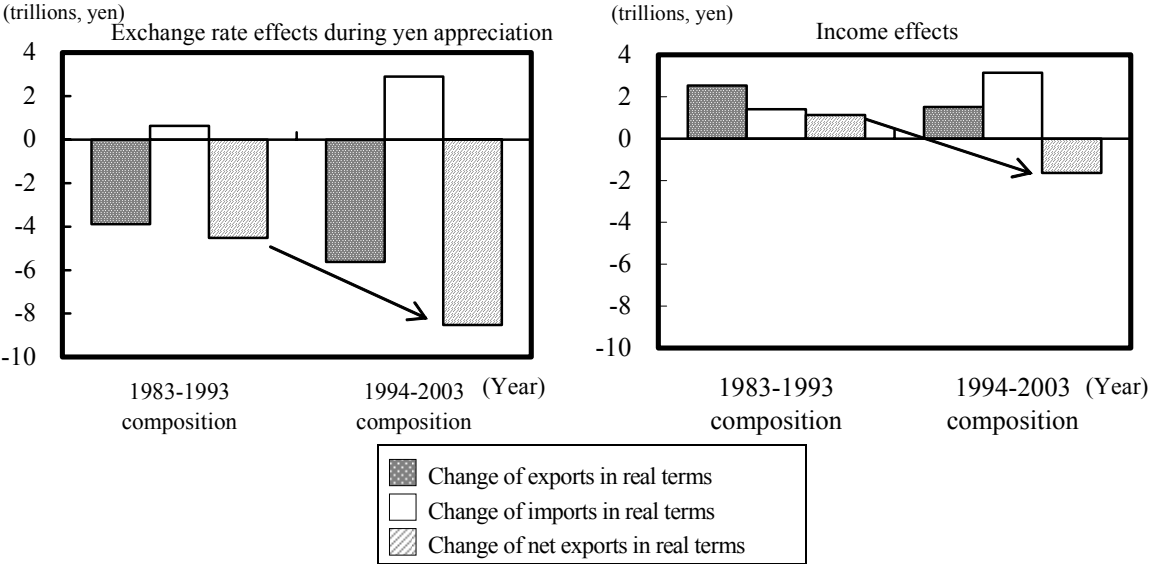 (trillions, yen)
Exchange rate effects during yen appreciation
4
2
0
-2
-4
-6
-8
-10
1983-1993
composition
1994-2003
composition
(Year)
(trillions, yen)
Income effects
4
2
0
-2
-4
-6
-8
-10
1983-1993
composition
1994-2003
composition
(Year)
Change of exports in real terms
Change of imports in real terms
Change of net exports in real terms